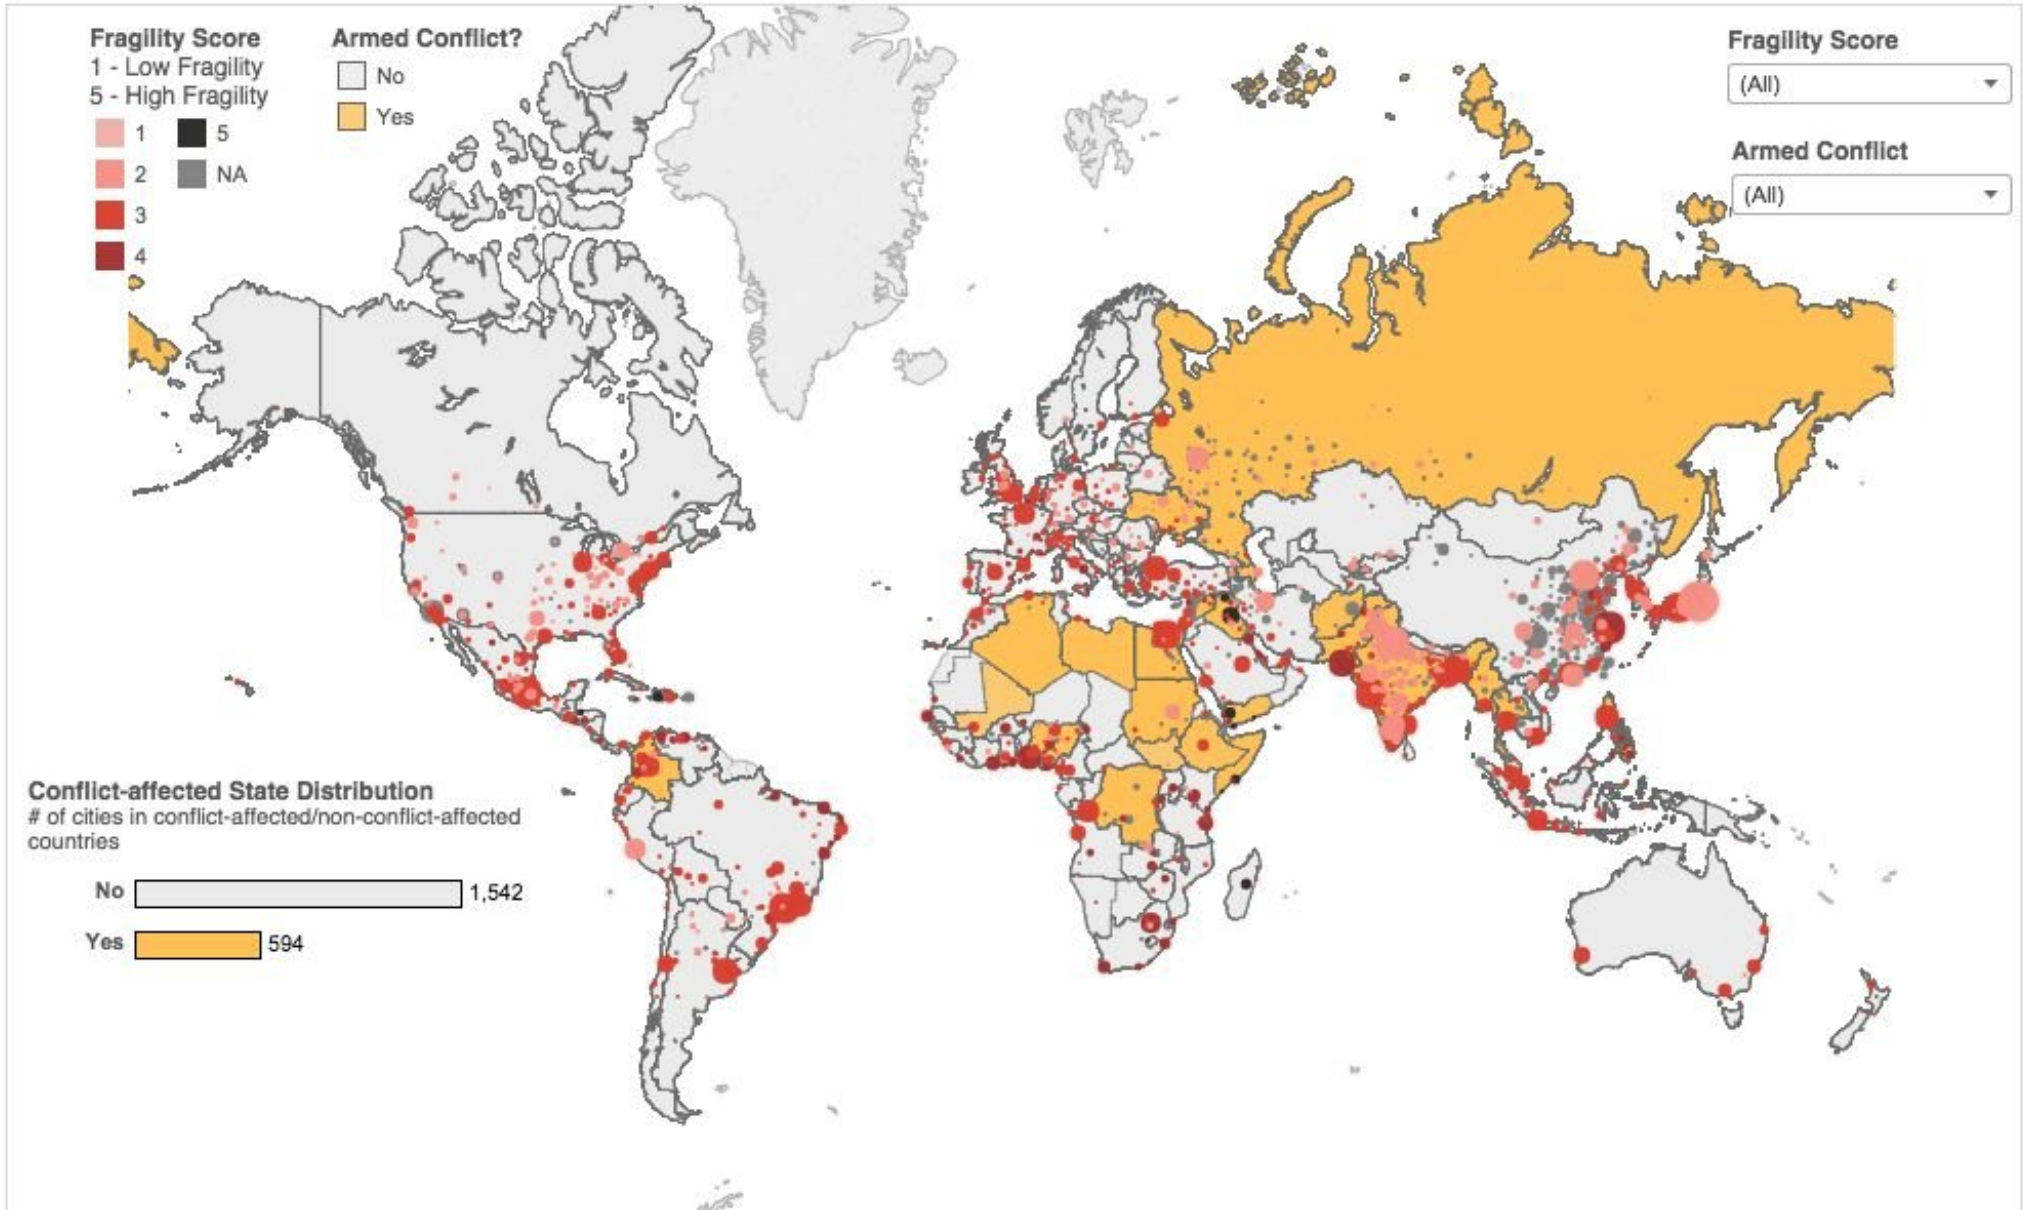 Fragility Score
1 - Low Fragility
5 - High Fragility
1
5
2
NA
3
4
Armed Conflict?
No
Yes
Fragility Score
(All)
Armed Conflict
(All)
Conflict-affected State Distribution
# of cities in conflict-affected/non-conflict-affected
countries
No 1,542
Yes 594